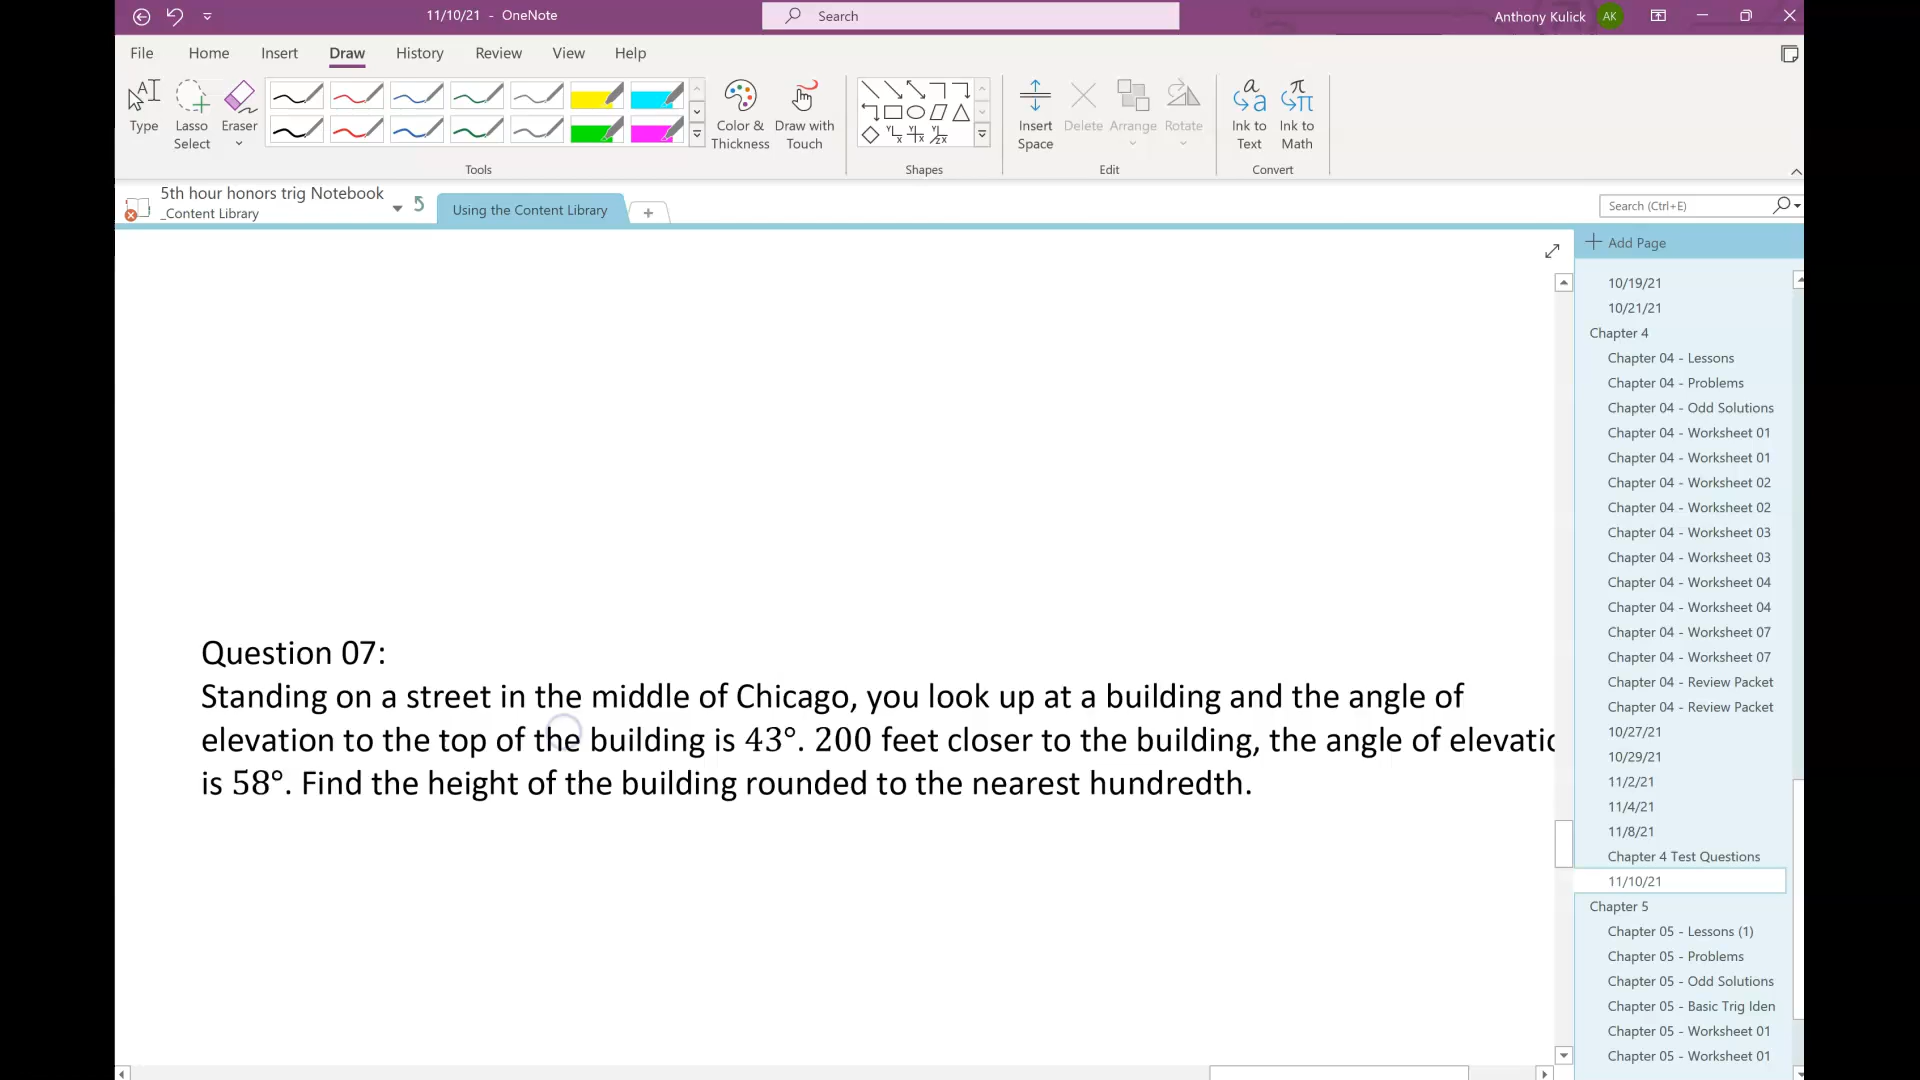 11/10/21 - OneNote
Search
Anthony Kulick
AK
File
Home
Insert
Draw
History
Review
View
Help
Type
Lasso
Select
Eraser
Color &
Thickness
Draw with
Touch
Insert
Space
Delete
Arrange
Rotate
Ink to
Text
Ink to
Math
Tools
Shapes
Edit
Convert
5th hour honors trig Notebook
_Content Library
Using the Content Library
Search (Ctrl+E)
Add Page
Question 07:
Standing on a street in the middle of Chicago, you look up at a building and the angle of
elevation to the top of the building is 43°. 200 feet closer to the building, the angle of elevatio
is 58°. Find the height of the building rounded to the nearest hundredth.
10/19/21
10/21/21
Chapter 4
Chapter 04 - Lessons
Chapter 04 - Problems
Chapter 04 - Odd Solutions
Chapter 04 - Worksheet 01
Chapter 04 - Worksheet 01
Chapter 04 - Worksheet 02
Chapter 04 - Worksheet 02
Chapter 04 - Worksheet 03
Chapter 04 - Worksheet 03
Chapter 04 - Worksheet 04
Chapter 04 - Worksheet 04
Chapter 04 - Worksheet 07
Chapter 04 - Worksheet 07
Chapter 04 - Review Packet
Chapter 04 - Review Packet
10/27/21
10/29/21
11/2/21
11/4/21
11/8/21
Chapter 4 Test Questions
11/10/21
Chapter 5
Chapter 05 - Lessons (1)
Chapter 05 - Problems
Chapter 05 - Odd Solutions
Chapter 05 - Basic Trig Iden
Chapter 05 - Worksheet 01
Chapter 05 - Worksheet 01